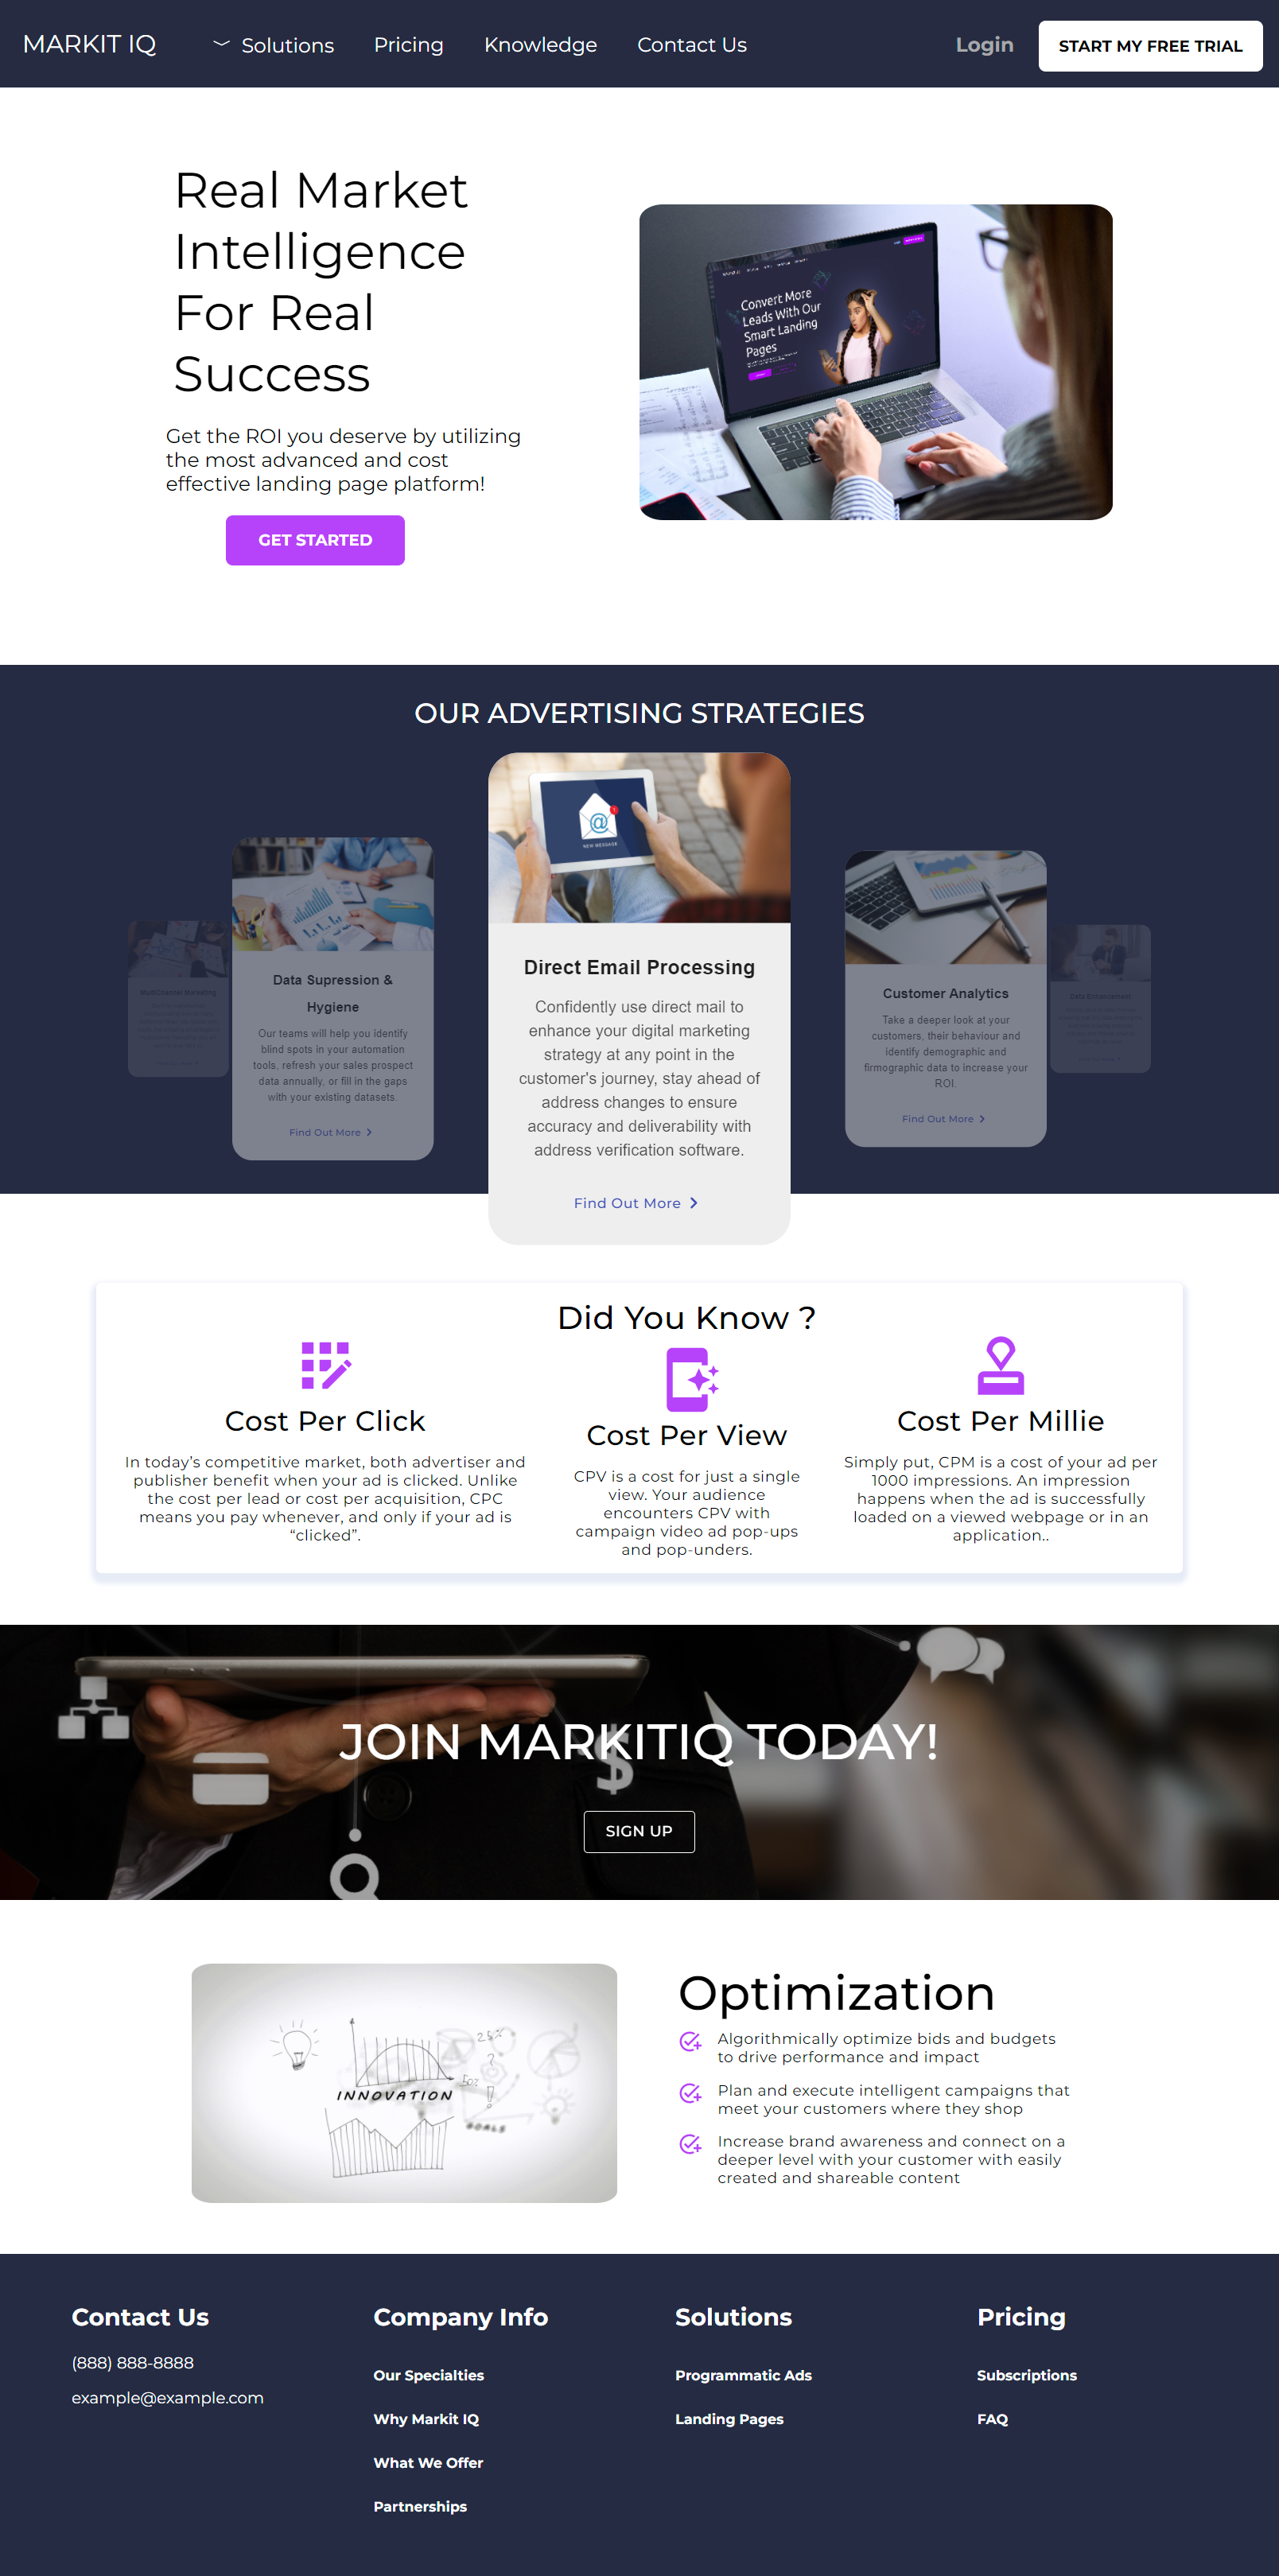 MARKIT IQ
Solutions
Pricing
Knowledge
Contact Us
Login
START MY FREE TRIAL
Real Market
Intelligence
For Real
Success
Get the ROI you deserve by utilizing
the most advanced and cost
effective landing page platform!
GET STARTED
Convert More
Leads With Our
Smart Landing
Pages
OUR ADVERTISING STRATEGIES
MultiChannel Marketing
Data Supression &
Hygiene
Our teams will help you identify
blind spots in your automation
tools, refresh your sales prospect
data annually, or fill in the gaps
with your existing datasets.
Find Out More
NEW MESSAGE
Direct Email Processing
Confidently use direct mail to
enhance your digital marketing
strategy at any point in the
customer's journey, stay ahead of
address changes to ensure
accuracy and deliverability with
address verification software.
Find Out More
Customer Analytics
Take a deeper look at your
customers, their behaviour and
identify demographic and
firmographic data to increase your
ROI.
Find Out More
Data Enhancement
Did You Know ?
Cost Per Click
In today’s competitive market, both advertiser and
publisher benefit when your ad is clicked. Unlike
the cost per lead or cost per acquisition, CPC
means you pay whenever, and only if your ad is
“clicked”.
Cost Per View
CPV is a cost for just a single
view. Your audience
encounters CPV with
campaign video ad pop-ups
and pop-unders.
Cost Per Millie
Simply put, CPM is a cost of your ad per
1000 impressions. An impression
happens when the ad is successfully
loaded on a viewed webpage or in an
application..
JOIN MARKITIQ TODAY!
$
SIGN UP
25%
?
50%
!
INNOVATION
GOALS
Optimization
Algorithmically optimize bids and budgets
to drive performance and impact
Plan and execute intelligent campaigns that
meet your customers where they shop
Increase brand awareness and connect on a
deeper level with your customer with easily
created and shareable content
Contact Us
(888) 888-8888
example@example.com
Company Info
Our Specialties
Why Markit IQ
What We Offer
Partnerships
Solutions
Programmatic Ads
Landing Pages
Pricing
Subscriptions
FAQ